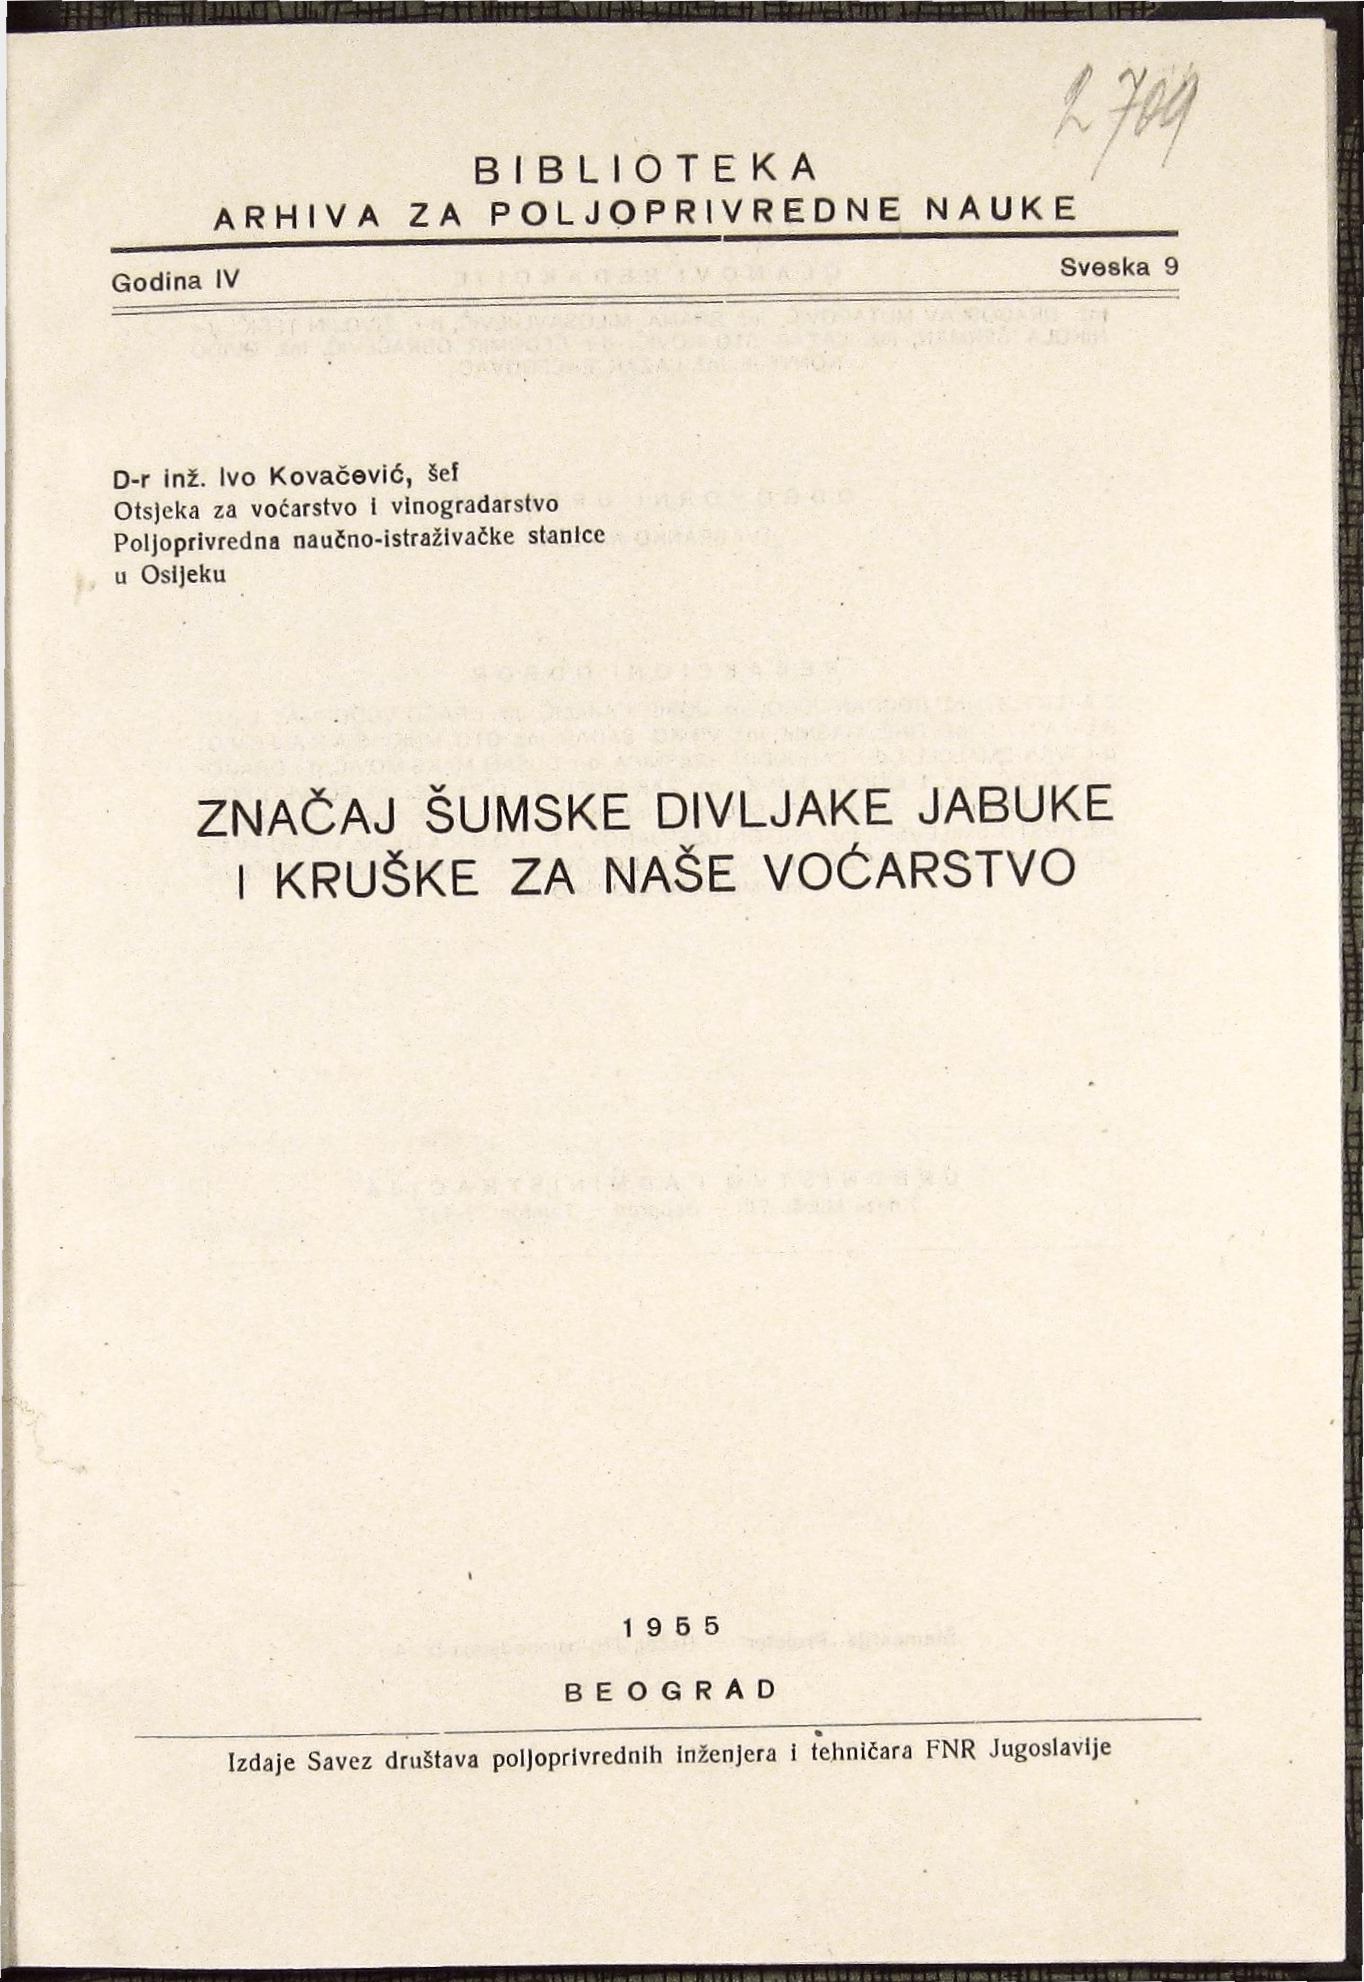 2709
BIBLIOTEKA
ARHIVA ZA POLJOPRIVREDNE NAUKE
Godina IV
Sveska 9
D-r inž. Ivo Kovačević, šef
Otsjeka za voćarstvo i vinogradarstvo
Poljoprivredna naučno-istraživačke stanice
u Osijeku
ZNAČAJ ŠUMSKE DIVLJAKE JABUKE
I KRUŠKE ZA NAŠE VOĆARSTVO
1955
BEOGRAD
Izdaje Savez društava poljoprivrednih inženjera i tehničara FNR Jugoslavije